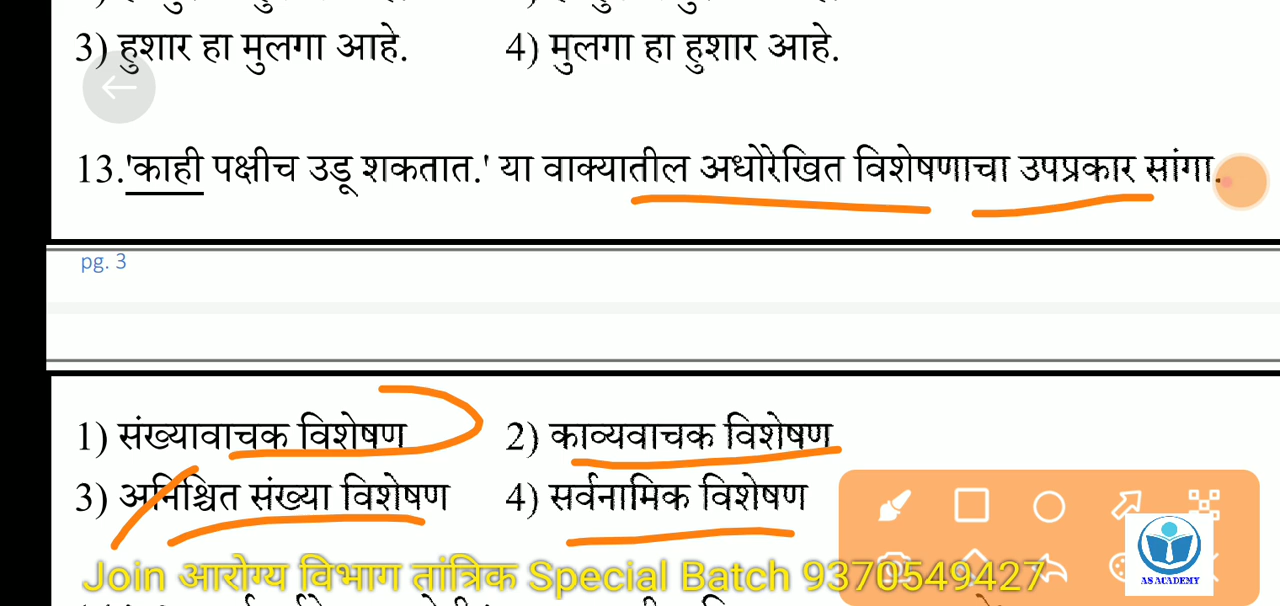 3) हुशार हा मुलगा आहे. 4) मुलगा हा हुशार आहे.
13.'काही पक्षीच उडू शकतात.' या वाक्यातील अधोरेखित विशेषणाचा उपप्रकार सांगा.
pg. 3
1) संख्यावाचक विशेषण 2) काव्यवाचक विशेषण
3) अनिश्चित संख्या विशेषण 4) सर्वनामिक विशेषण
Join आरोग्य विभाग तांत्रिक Special Batch 9370549427
AS ACADEMY